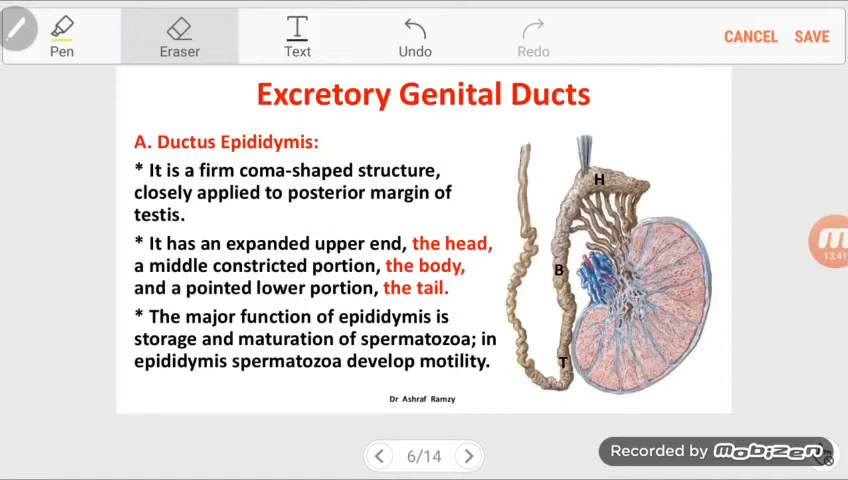 Pen
Eraser
Text
Undo
Redo
CANCEL
SAVE
Excretory Genital Ducts
A. Ductus Epididymis:
* It is a firm coma-shaped structure,
closely applied to posterior margin of
testis.
* It has an expanded upper end, the head,
a middle constricted portion, the body,
and a pointed lower portion, the tail.
* The major function of epididymis is
storage and maturation of spermatozoa; in
epididymis spermatozoa develop motility.
H
B
T
Dr Ashraf Ramzy
13:41
6/14
Recorded by MOBIZEN